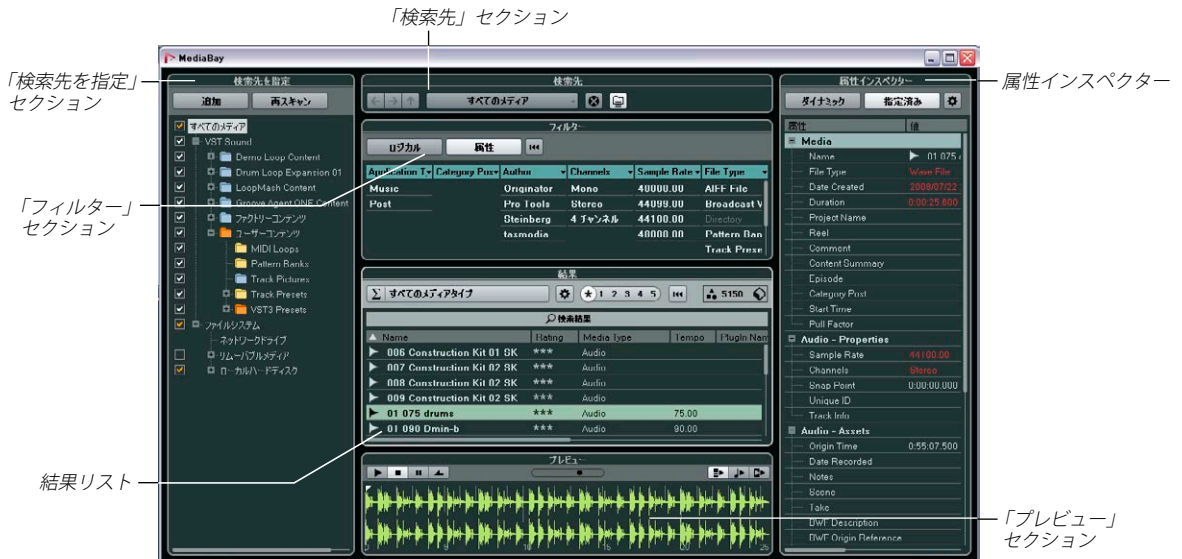 「検索先」セクション
「検索先を指定」
セクション
「フィルター」
セクション
結果リスト
属性インスペクター
「プレビュー」
セクション
MediaBay
検索先を指定
追加 再スキャン
すべてのメディア
VST Sound
Demo Loop Content
Drum Loop Expansion 01
LoopMash Content
Groove Agent ONE Content
ファクトリーコンテンツ
ユーザーコンテンツ
MIDI Loops
Pattern Banks
Track Pictures
Track Presets
VST3 Presets
ファイルシステム
ネットワークドライブ
リムーバブルメディア
ローカルハードディスク
検索先
すべてのメディア
フィルター
ロジカル 属性
Application T Category Pos Author Channels Sample Rate File Type
Music Originator Mono 40000.00 AIFF File
Post Pro Tools Stereo 44099.00 Broadcast V
Steinberg 4 チャンネル 44100.00 Directory
tasmodia 48000.00 Pattern Ban
Track Prese
結果
すべてのメディアタイプ 1 2 3 4 5 5150
検索結果
Name Rating Media Type Tempo PlugIn Nam
006 Construction Kit 01 SK *** Audio
007 Construction Kit 02 SK *** Audio
008 Construction Kit 02 SK *** Audio
009 Construction Kit 02 SK *** Audio
01 075 drums *** Audio 75.00
01 090 Dmin-b *** Audio 90.00
プレビュー
5 10 15 20 25
属性インスペクター
ダイナミック 指定済み
属性 値
Media
Name 01 075
File Type Wave File
Date Created 2008/07/22
Duration 0:00:25.600
Project Name
Reel
Comment
Content Summary
Episode
Category Post
Start Time
Pull Factor
Audio - Properties
Sample Rate 44100.00
Channels Stereo
Snap Point 0:00:00.000
Unique ID
Track Info
Audio - Assets
Origin Time 0:55:07.500
Date Recorded
Notes
Scene
Take
BWF Description
BWF Origin Reference